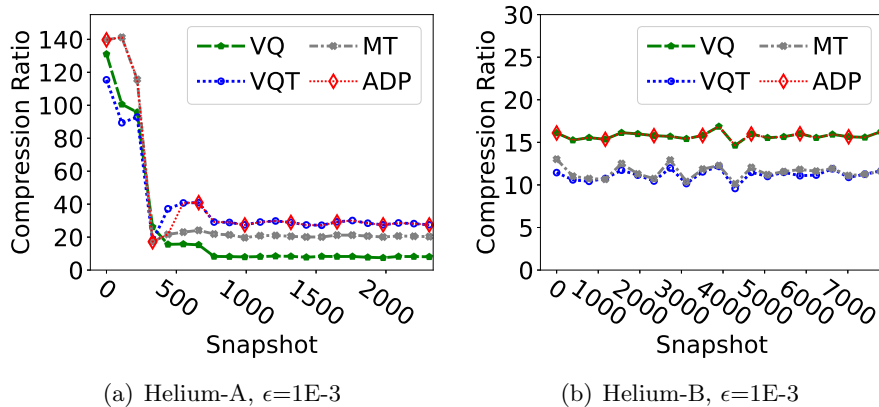 140
120
100
80
60
40
20
0
Compression Ratio
VQ
VQT
MT
ADP
0
500
1000
1500
2000
Snapshot
(a) Helium-A, ϵ=1E-3
30
25
20
15
10
5
0
Compression Ratio
VQ
VQT
MT
ADP
0
1000
2000
3000
4000
5000
6000
7000
Snapshot
(b) Helium-B, ϵ=1E-3